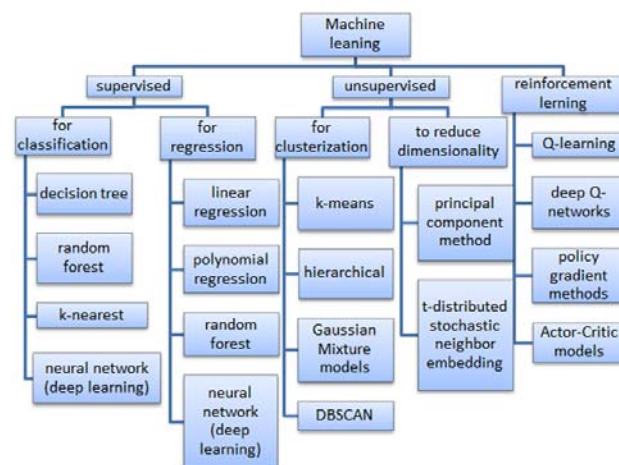 Machine
leaning
supervised
unsupervised
reinforcement
lerning
for
classification
for
regression
for
clusterization
to reduce
dimensionality
Q-learning
decision tree
linear
regression
k-means
principal
component
method
deep Q-
networks
random
forest
polynomial
regression
hierarchical
policy
gradient
methods
k-nearest
random
forest
Gaussian
Mixture
models
t-distributed
stochastic
neighbor
embedding
Actor-Critic
models
neural network
(deep learning)
neural
network
(deep
learning)
DBSCAN